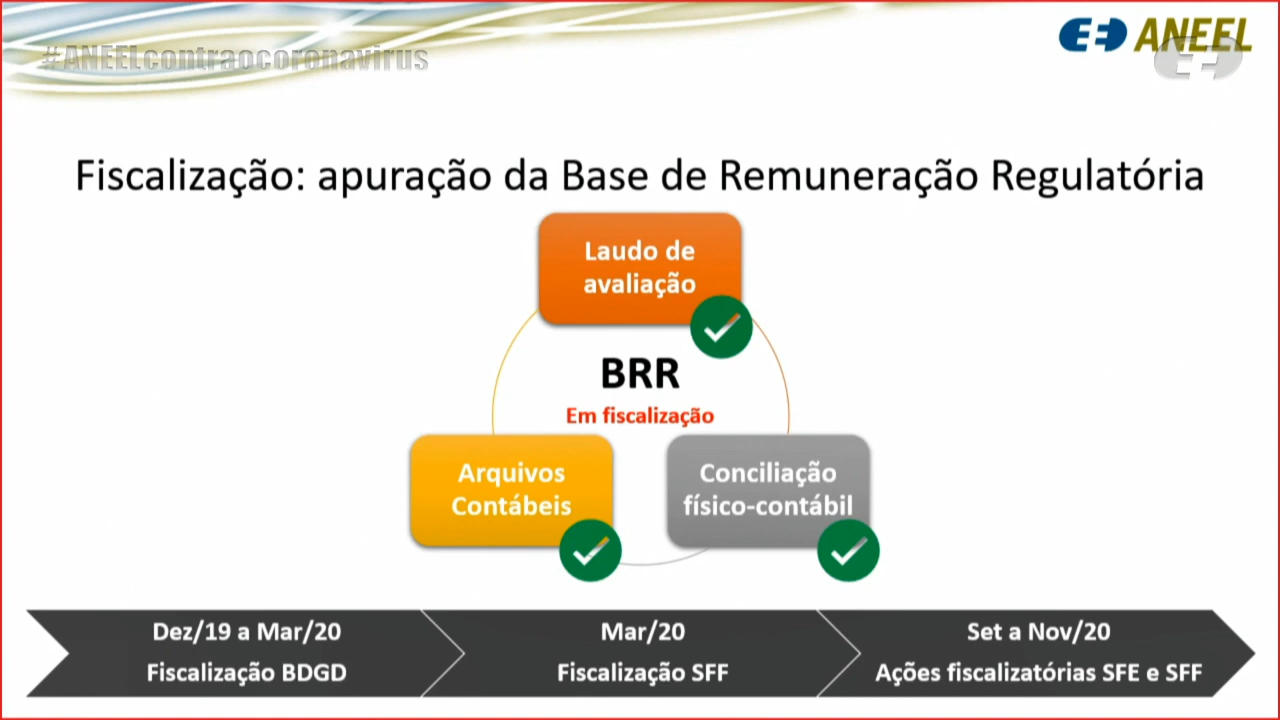 #ANEELcontraocoronavirus
ANEEL
Fiscalização: apuração da Base de Remuneração Regulatória
Laudo de
avaliação
BRR
Em fiscalização
Arquivos
Contábeis
Conciliação
físico-contábil
Dez/19 a Mar/20
Fiscalização BDGD
Mar/20
Fiscalização SFF
Set a Nov/20
Ações fiscalizatórias SFE e SFF